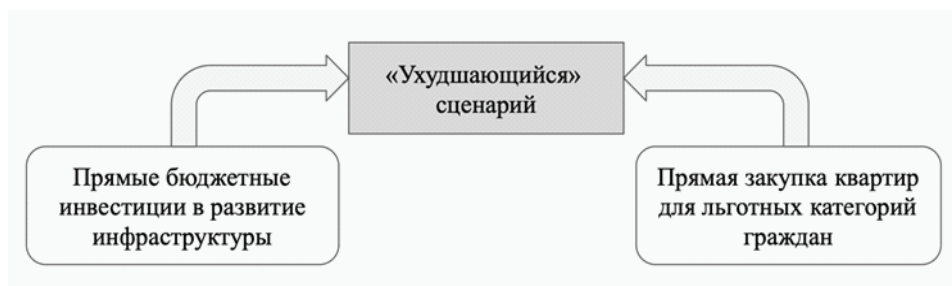 «Ухудшающийся»
сценарий
Прямые бюджетные
инвестиции в развитие
инфраструктуры
Прямая закупка квартир
для льготных категорий
граждан